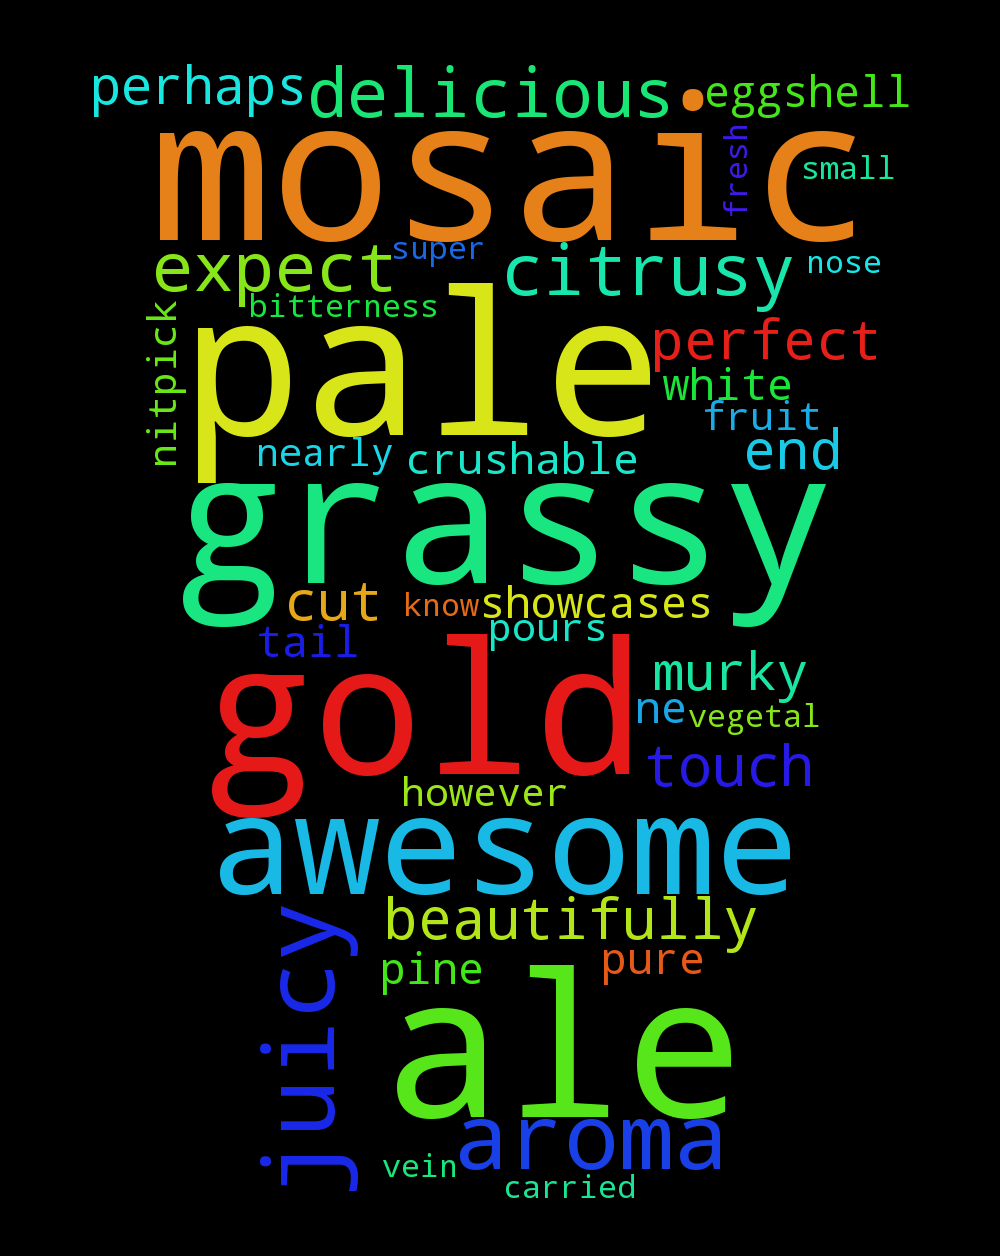 perhaps delicious eggshell
mosaic fresh small
expect super citrusy nose
bitterness
nitpick pale perfect
white
fruit
nearly crushable end
grassy
cut know showcases
tail pours
gold murky
ne vegetal
touch
however
awesome
juicy beautifully
pine pure
ale
aroma
vein
carried